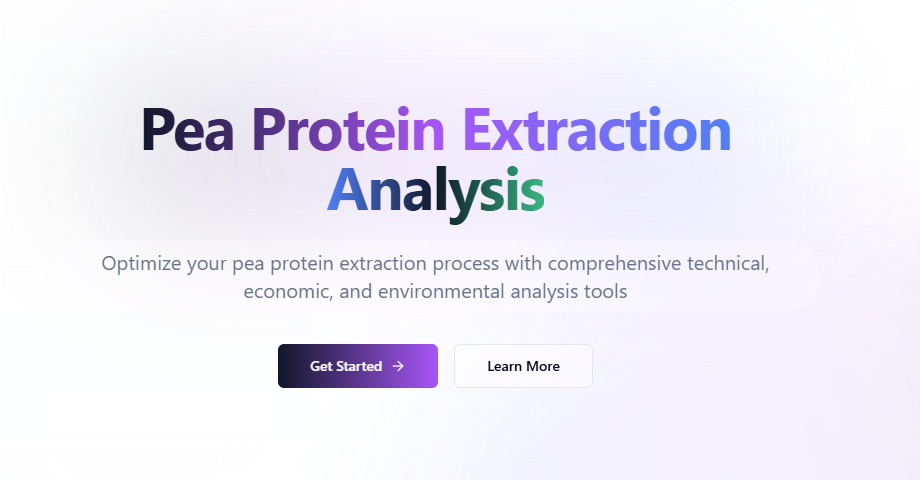 Pea Protein Extraction
Analysis
Optimize your pea protein extraction process with comprehensive technical,
economic, and environmental analysis tools
Get Started →
Learn More